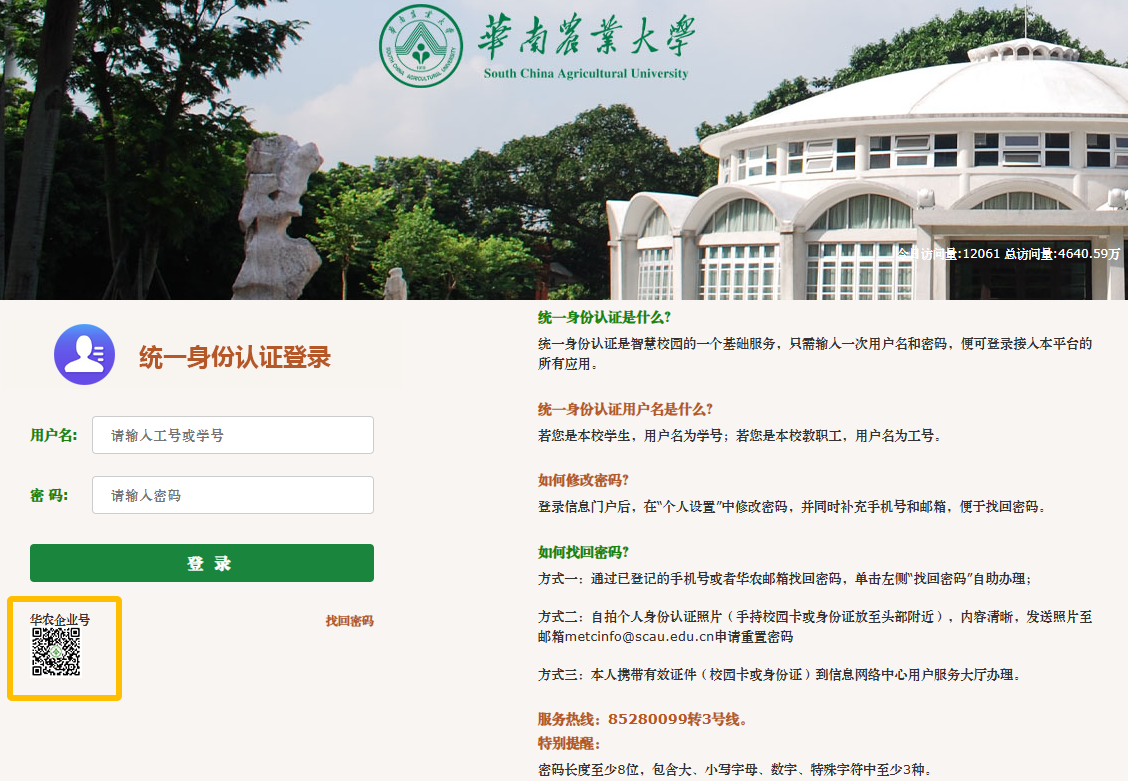 華南农業大學
South China Agricultural University
今日访问量:12061 总访问量:4640.59万
统一身份认证登录
用户名:
请输入工号或学号
密 码:
请输入密码
登 录
华农企业号
找回密码
统一身份认证是什么?
统一身份认证是智慧校园的一个基础服务，只需输入一次用户名和密码，便可登录接入本平台的
所有应用。
统一身份认证用户名是什么?
若您是本校学生，用户名为学号；若您是本校教职工，用户名为工号。
如何修改密码?
登录信息门户后，在“个人设置”中修改密码，并同时补充手机号和邮箱，便于找回密码。
如何找回密码?
方式一：通过已登记的手机号或者华农邮箱找回密码，单击左侧“找回密码”自助办理；
方式二：自拍个人身份认证照片（手持校园卡或身份证放至头部附近），内容清晰，发送照片至
邮箱metcinfo@scau.edu.cn申请重置密码
方式三：本人携带有效证件（校园卡或身份证）到信息网络中心用户服务大厅办理。
服务热线：85280099转3号线。
特别提醒：
密码长度至少8位，包含大、小写字母、数字、特殊字符中至少3种。